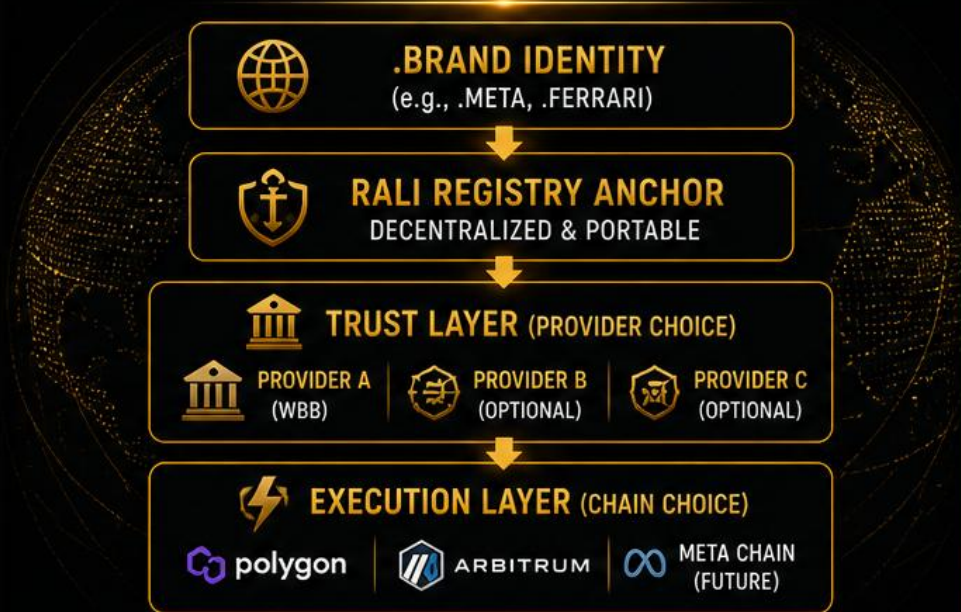 .BRAND IDENTITY
(e.g., .META, .FERRARI)
RALI REGISTRY ANCHOR
DECENTRALIZED & PORTABLE
TRUST LAYER (PROVIDER CHOICE)
PROVIDER A
(WBB)
PROVIDER B
(OPTIONAL)
PROVIDER C
(OPTIONAL)
EXECUTION LAYER (CHAIN CHOICE)
polygon
ARBITRUM
META CHAIN
(FUTURE)